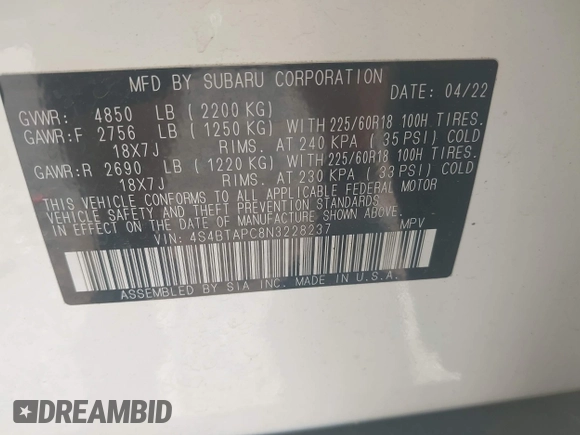 MFD BY SUBARU CORPORATION DATE: 04/22
GVWR: 4850 LB (2200 KG)
GAWR:F 2756 LB (1250 KG) WITH 225/60R18 100H TIRES.
18X7J RIMS. AT 240 KPA (35 PSI) COLD
GAWR:R 2690 LB (1220 KG) WITH 225/60R18 100H TIRES.
18X7J RIMS. AT 230 KPA (33 PSI) COLD
THIS VEHICLE CONFORMS TO ALL APPLICABLE FEDERAL MOTOR
VEHICLE SAFETY AND THEFT PREVENTION STANDARDS
IN EFFECT ON THE DATE OF MANUFACTURE SHOWN ABOVE.
VIN: 4S4BTAPC8N3228237 MPV
ASSEMBLED BY SIA INC. MADE IN U.S.A.
DREAMBID